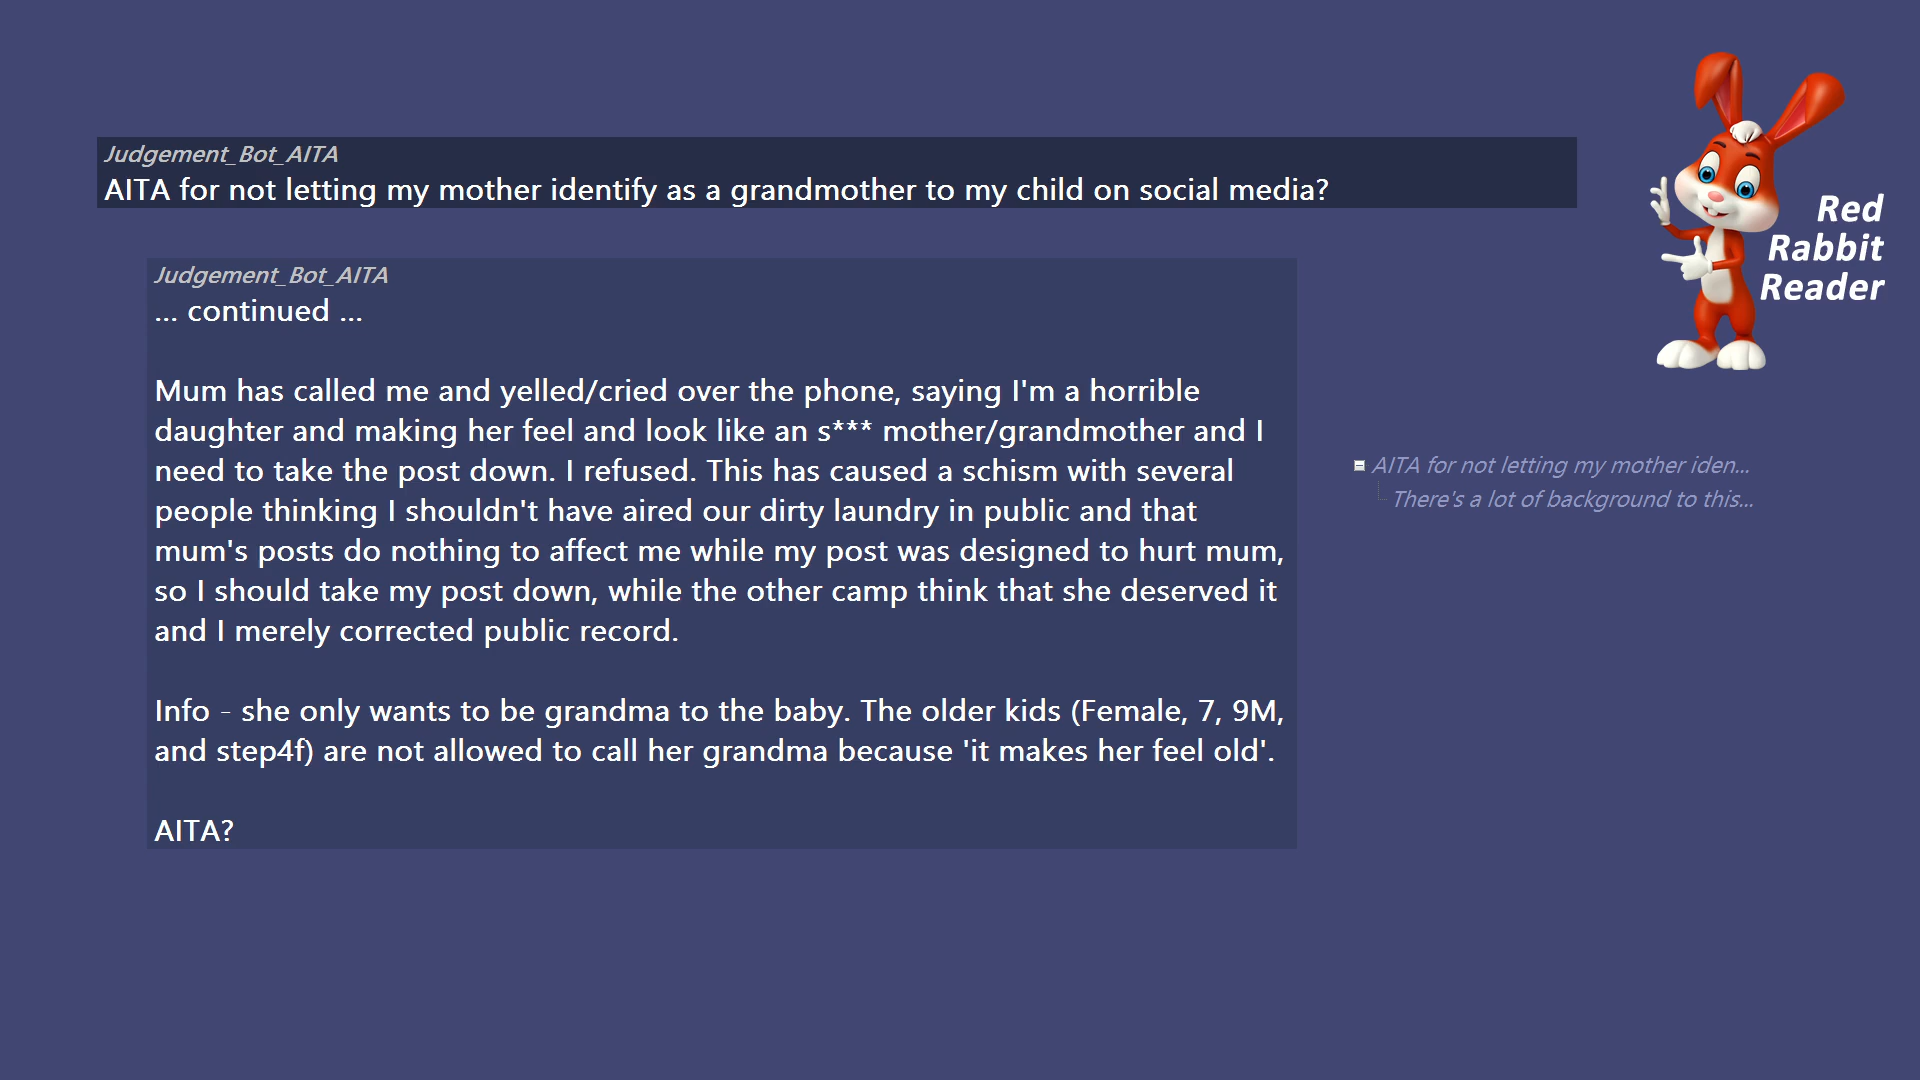 Judgement_Bot_AITA
AITA for not letting my mother identify as a grandmother to my child on social media?
Judgement_Bot_AITA
... continued ...
Mum has called me and yelled/cried over the phone, saying I'm a horrible
daughter and making her feel and look like an s*** mother/grandmother and I
need to take the post down. I refused. This has caused a schism with several
people thinking I shouldn't have aired our dirty laundry in public and that
mum's posts do nothing to affect me while my post was designed to hurt mum,
so I should take my post down, while the other camp think that she deserved it
and I merely corrected public record.
Info - she only wants to be grandma to the baby. The older kids (Female, 7, 9M,
and step4f) are not allowed to call her grandma because 'it makes her feel old'.
AITA?
Red
Rabbit
Reader
AITA for not letting my mother iden...
There's a lot of background to this...